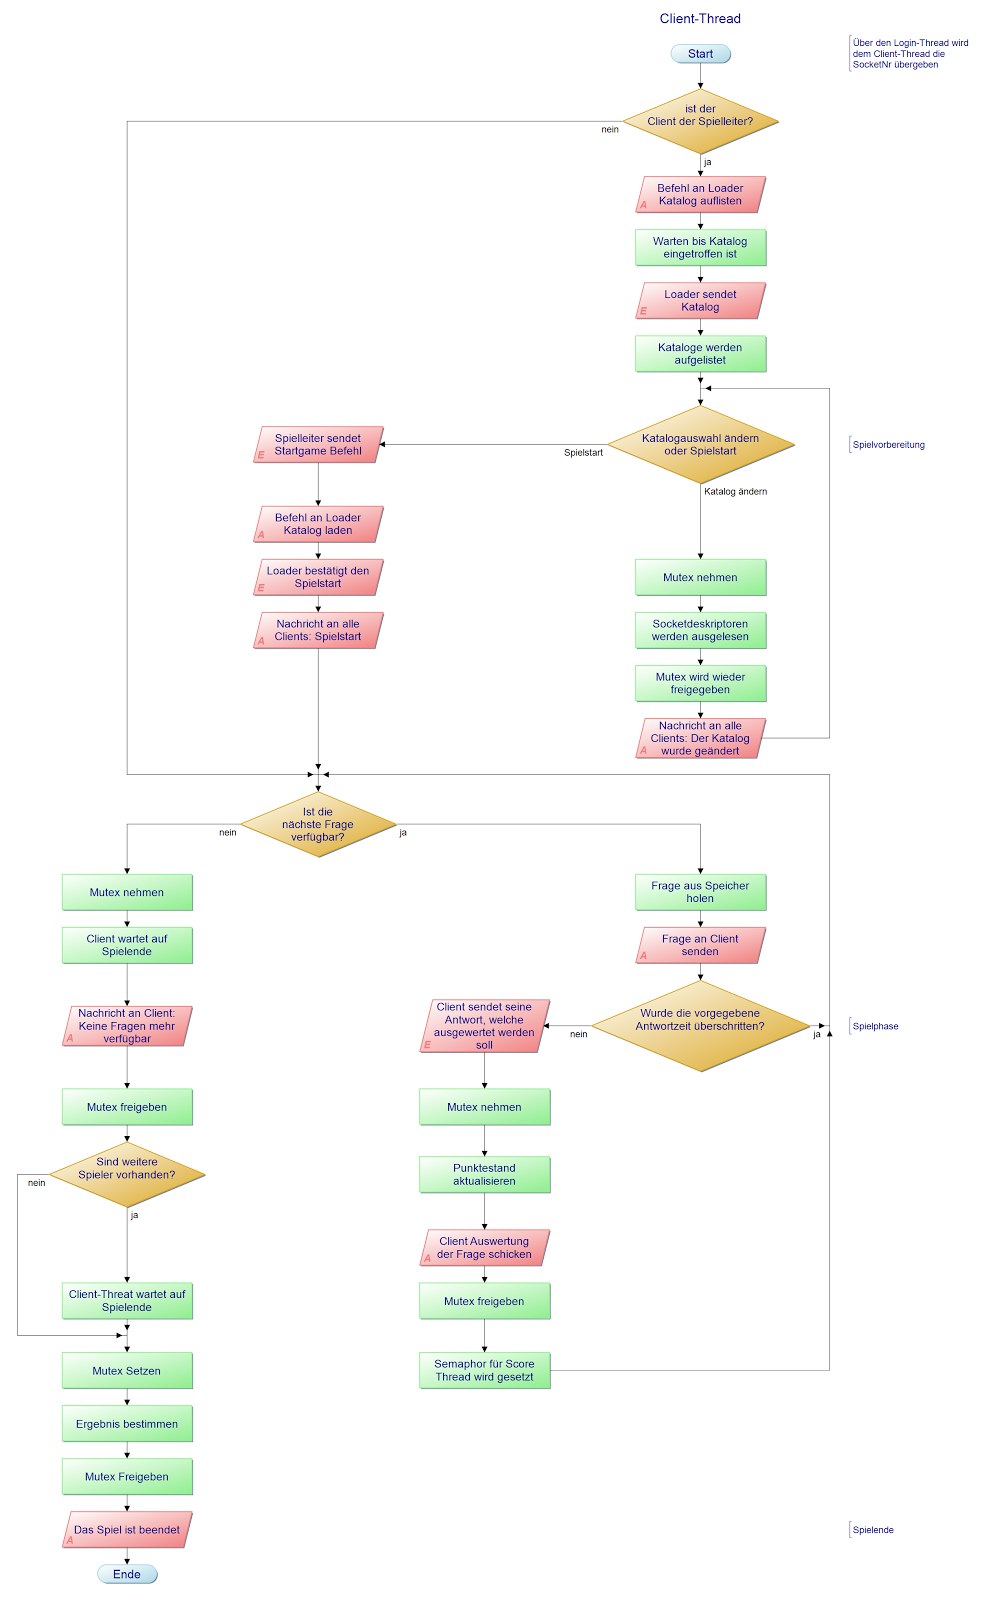 Client-Thread
Über den Login-Thread wird
dem Client-Thread die
SocketNr übergeben
Start
ist der
Client der Spielleiter?
nein
ja
Befehl an Loader
Katalog auflisten
A
Warten bis Katalog
eingetroffen ist
Loader sendet
Katalog
E
Kataloge werden
aufgelistet
Katalogauswahl ändern
oder Spielstart
Spielvorbereitung
Spielstart
Katalog ändern
Spielleiter sendet
Startgame Befehl
E
Befehl an Loader
Katalog laden
A
Loader bestätigt den
Spielstart
E
Nachricht an alle
Clients: Spielstart
A
Mutex nehmen
Socketdeskriptoren
werden ausgelesen
Mutex wird wieder
freigegeben
Nachricht an alle
Clients: Der Katalog
wurde geändert
A
Ist die
nächste Frage
verfügbar?
nein
ja
Mutex nehmen
Client wartet auf
Spielende
Nachricht an Client:
Keine Fragen mehr
verfügbar
A
Mutex freigeben
Sind weitere
Spieler vorhanden?
nein
ja
Client-Threat wartet auf
Spielende
Mutex Setzen
Ergebnis bestimmen
Mutex Freigeben
Das Spiel ist beendet
A
Ende
Frage aus Speicher
holen
Frage an Client
senden
A
Wurde die vorgegebene
Antwortzeit überschritten?
nein
ja
Spielphase
Client sendet seine
Antwort, welche
ausgewertet werden
soll
E
Mutex nehmen
Punktestand
aktualisieren
Client Auswertung
der Frage schicken
A
Mutex freigeben
Semaphor für Score
Thread wird gesetzt
Spielende